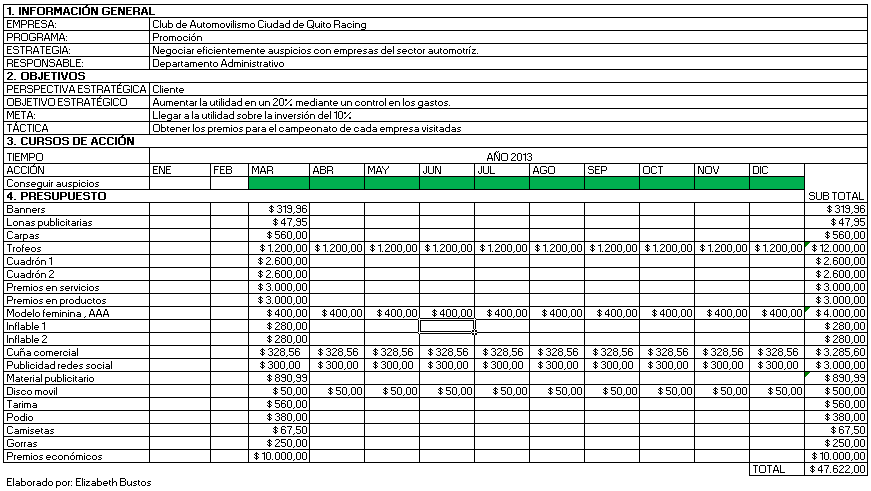 1. INFORMACIÓN GENERAL
EMPRESA: Club de Automovilismo Ciudad de Quito Racing
PROGRAMA: Promoción
ESTRATEGIA: Negociar eficientemente auspicios con empresas del sector automotríz.
RESPONSABLE: Departamento Administrativo
2. OBJETIVOS
PERSPECTIVA ESTRATÉGICA Cliente
OBJETIVO ESTRATÉGICO Aumentar la utilidad en un 20% mediante un control en los gastos.
META: Llegar a la utilidad sobre la inversión del 10%
TÁCTICA Obtener los premios para el campeonato de cada empresa visitadas
3. CURSOS DE ACCIÓN
TIEMPO AÑO 2013
ACCIÓN ENE FEB MAR ABR MAY JUN JUL AGO SEP OCT NOV DIC
Conseguir auspicios
4. PRESUPUESTO SUB TOTAL
Banners $ 319,96 $ 319,96
Lonas publicitarias $ 47,95 $ 47,95
Carpas $ 560,00 $ 560,00
Trofeos $ 1.200,00 $ 1.200,00 $ 1.200,00 $ 1.200,00 $ 1.200,00 $ 1.200,00 $ 1.200,00 $ 1.200,00 $ 1.200,00 $ 1.200,00 $ 12.000,00
Cuadrón 1 $ 2.600,00 $ 2.600,00
Cuadrón 2 $ 2.600,00 $ 2.600,00
Premios en servicios $ 3.000,00 $ 3.000,00
Premios en productos $ 3.000,00 $ 3.000,00
Modelo feminina , AAA $ 400,00 $ 400,00 $ 400,00 $ 400,00 $ 400,00 $ 400,00 $ 400,00 $ 400,00 $ 400,00 $ 400,00 $ 4.000,00
Inflable 1 $ 280,00 $ 280,00
Inflable 2 $ 280,00 $ 280,00
Cuña comercial $ 328,56 $ 328,56 $ 328,56 $ 328,56 $ 328,56 $ 328,56 $ 328,56 $ 328,56 $ 328,56 $ 328,56 $ 3.285,60
Publicidad redes social $ 300,00 $ 300,00 $ 300,00 $ 300,00 $ 300,00 $ 300,00 $ 300,00 $ 300,00 $ 300,00 $ 300,00 $ 3.000,00
Material publicitario $ 890,99 $ 890,99
Disco movil $ 50,00 $ 50,00 $ 50,00 $ 50,00 $ 50,00 $ 50,00 $ 50,00 $ 50,00 $ 50,00 $ 50,00 $ 500,00
Tarima $ 560,00 $ 560,00
Podio $ 380,00 $ 380,00
Camisetas $ 67,50 $ 67,50
Gorras $ 250,00 $ 250,00
Premios económicos $ 10.000,00 $ 10.000,00
TOTAL $ 47.622,00
Elaborado por: Elizabeth Bustos